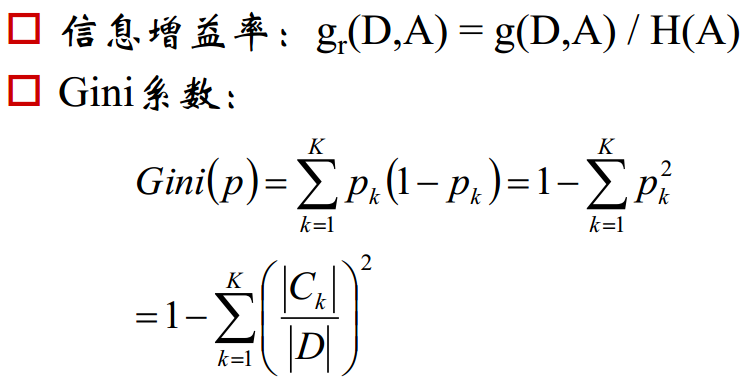 信息增益率：gᵣ(D,A) = g(D,A) / H(A)
Gini系数：
Gini(p) = ∑_{k=1}^{K} p_k(1 − p_k) = 1 − ∑_{k=1}^{K} p_k^2
= 1 − ∑_{k=1}^{K} (|C_k| / |D|)^2